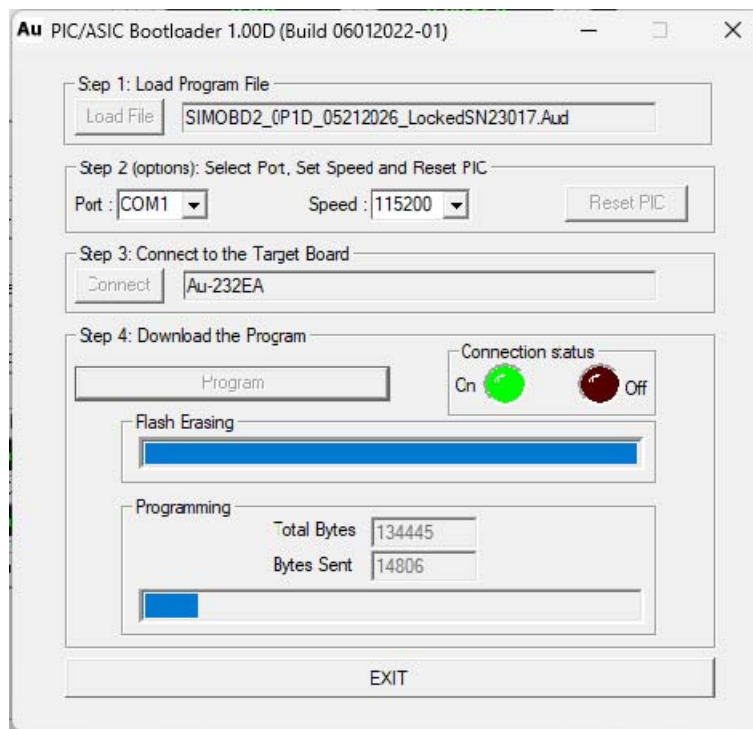 Au PIC/ASIC Bootloader 1.00D (Build 06012022-01)
Step 1: Load Program File
Load File SIMOBD2_0P1D_05212026_LockedSN23017.Aud
Step 2 (options): Select Port, Set Speed and Reset PIC
Port : COM1 Speed : 115200 Reset PIC
Step 3: Connect to the Target Board
Connect Au-232EA
Step 4: Download the Program
Connection status
Program On Off
Flash Erasing
Programming
Total Bytes 134445
Bytes Sent 14806
EXIT